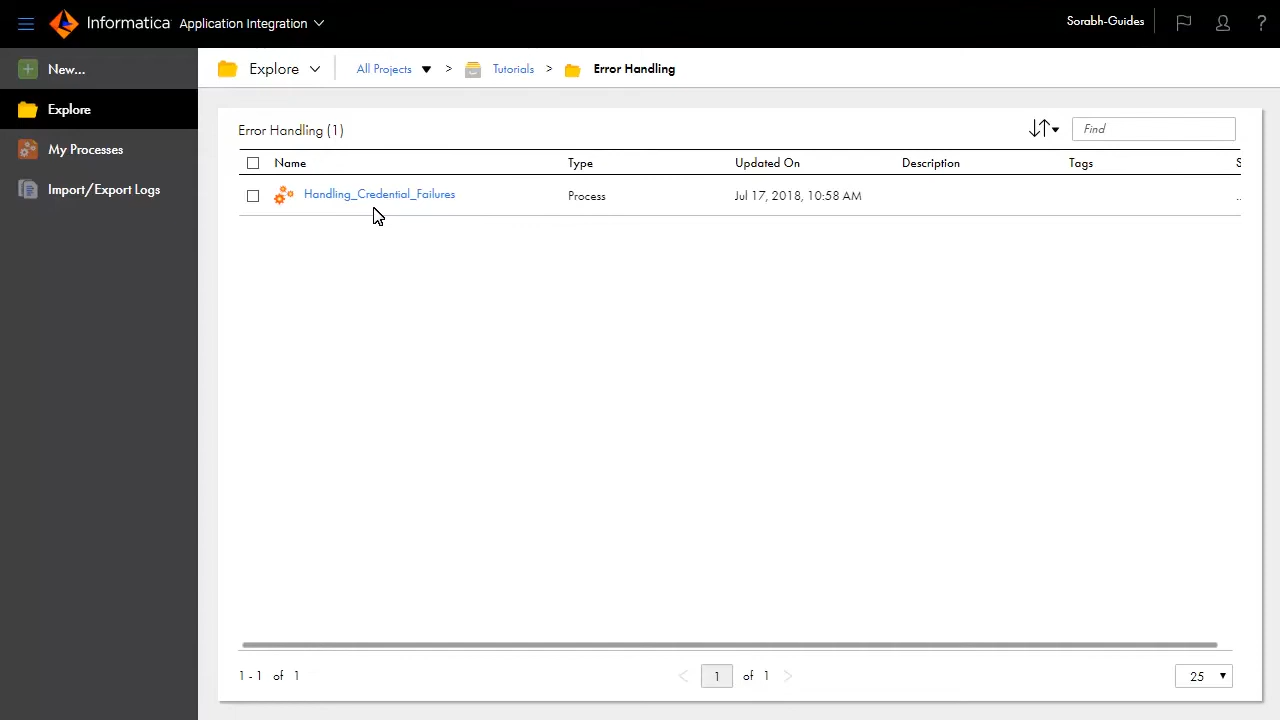 Informatica Application Integration
Sorabh-Guides
?
New...
Explore
My Processes
Import/Export Logs
Explore
All Projects > Tutorials > Error Handling
Error Handling (1)
Find
Name Type Updated On Description Tags S
Handling_Credential_Failures Process Jul 17, 2018, 10:58 AM ..
1 - 1 of 1
< 1 of 1 >
25